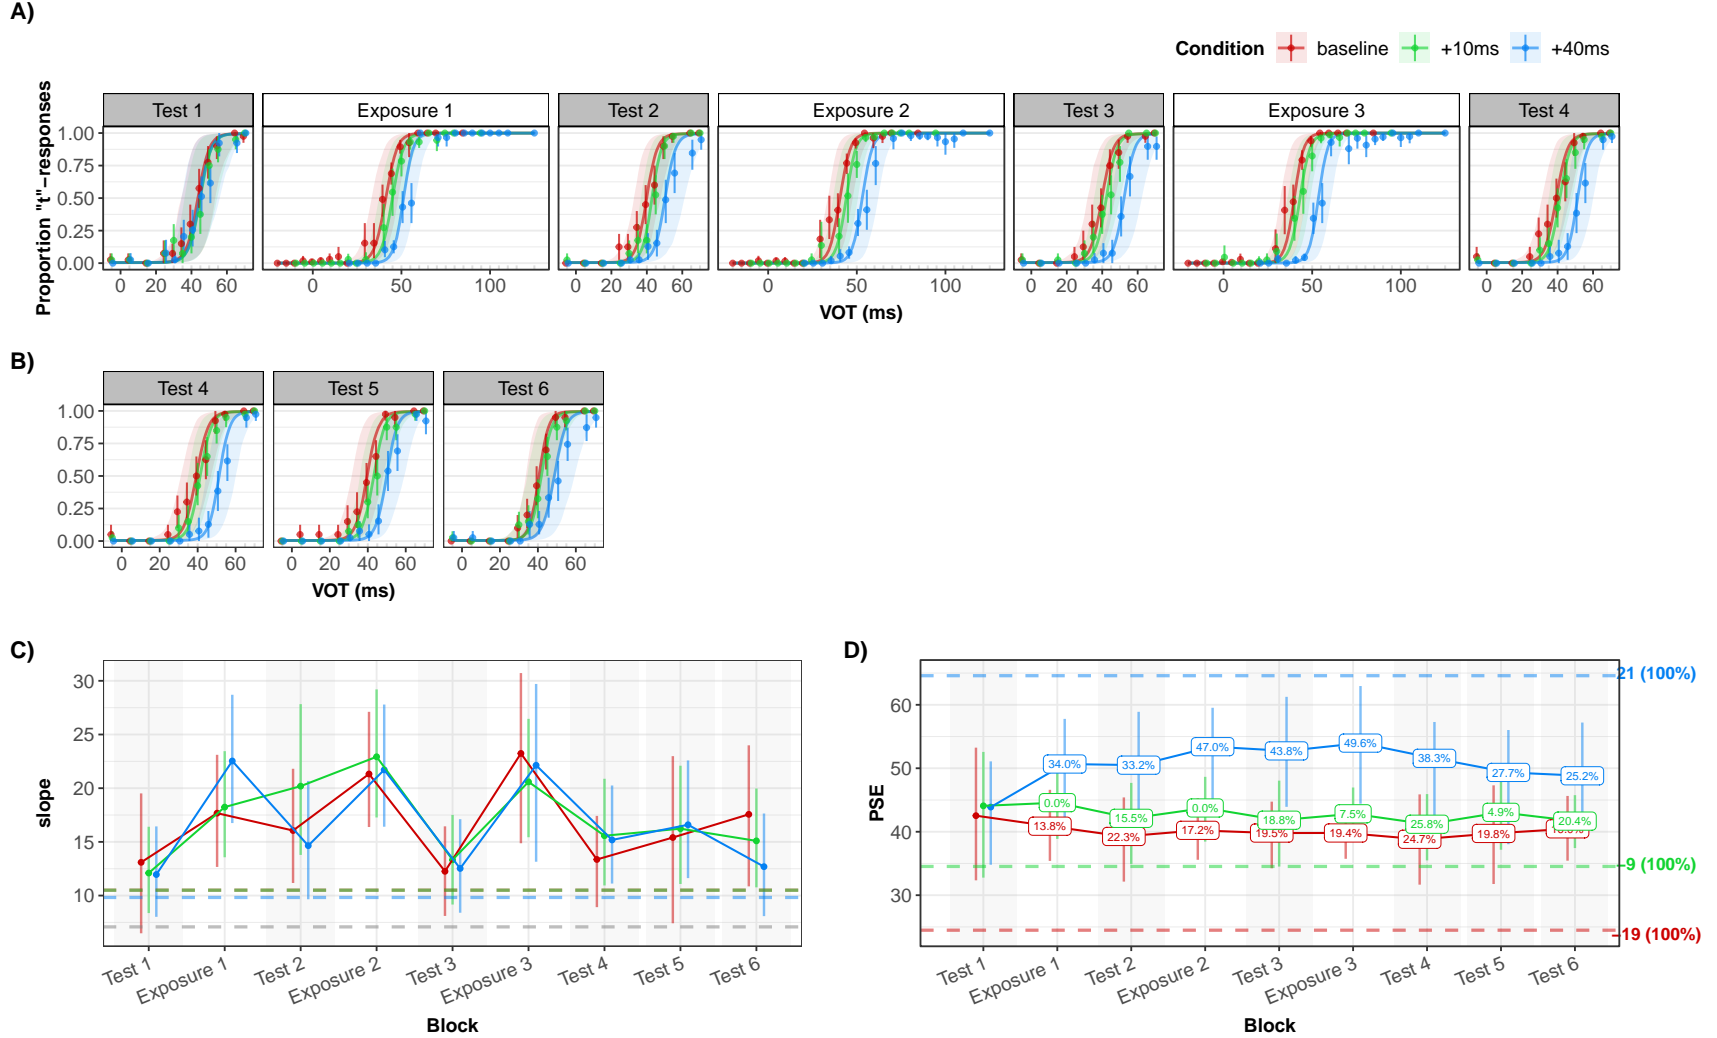 A)
Condition baseline +10ms +40ms
Test 1 Exposure 1 Test 2 Exposure 2 Test 3 Exposure 3 Test 4
Proportion "t"−responses
1.00
0.75
0.50
0.25
0.00
0 20 40 60 0 50 100 0 20 40 60 0 50 100 0 20 40 60 0 50 100 0 20 40 60
VOT (ms)
B)
Test 4 Test 5 Test 6
1.00
0.75
0.50
0.25
0.00
0 20 40 60 0 20 40 60 0 20 40 60
VOT (ms)
C)
slope
30
25
20
15
10
Test 1 Exposure 1 Test 2 Exposure 2 Test 3 Exposure 3 Test 4 Test 5 Test 6
Block
D)
PSE
60
50
40
30
21 (100%)
−9 (100%)
−19 (100%)
34.0% 33.2% 47.0% 43.8% 49.6% 38.3% 27.7% 25.2%
0.0% 15.5% 0.0% 18.8% 7.5% 25.8% 4.9% 20.4%
13.8% 22.3% 17.2% 19.5% 19.4% 24.7% 19.8%
Test 1 Exposure 1 Test 2 Exposure 2 Test 3 Exposure 3 Test 4 Test 5 Test 6
Block